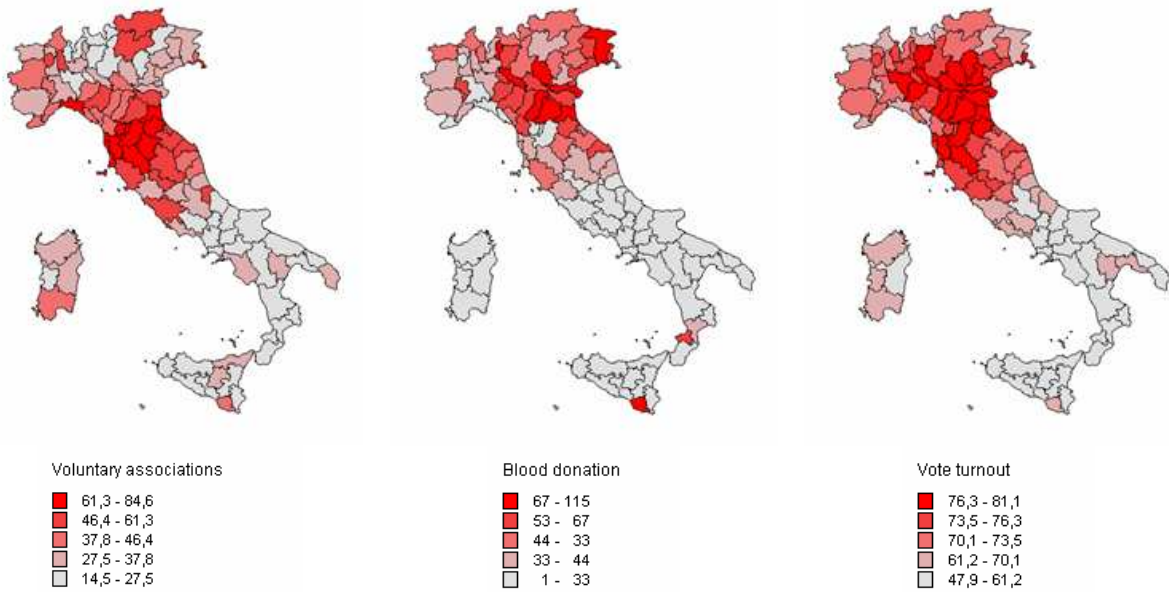 Voluntary associations
61,3 - 84,6
46,4 - 61,3
37,8 - 46,4
27,5 - 37,8
14,5 - 27,5
Blood donation
67 - 115
53 - 67
44 - 33
33 - 44
1 - 33
Vote turnout
76,3 - 81,1
73,5 - 76,3
70,1 - 73,5
61,2 - 70,1
47,9 - 61,2